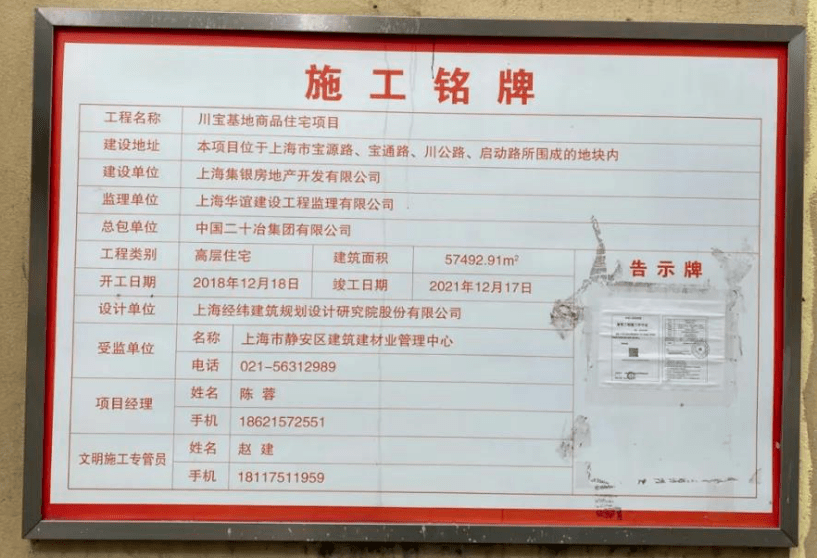 施工铭牌
工程名称 川宝基地商品住宅项目
建设地址 本项目位于上海市宝源路、宝通路、川公路、启动路所围成的地块内
建设单位 上海集银房地产开发有限公司
监理单位 上海华谊建设工程监理有限公司
总包单位 中国二十冶集团有限公司
工程类别 高层住宅 建筑面积 57492.91m²
开工日期 2018年12月18日 竣工日期 2021年12月17日
告示牌
设计单位 上海经纬建筑规划设计研究院股份有限公司
受监单位 名称 上海市静安区建筑建材业管理中心
电话 021-56312989
项目经理 姓名 陈 蓉
手机 18621572551
文明施工专管员 姓名 赵 建
手机 18117511959